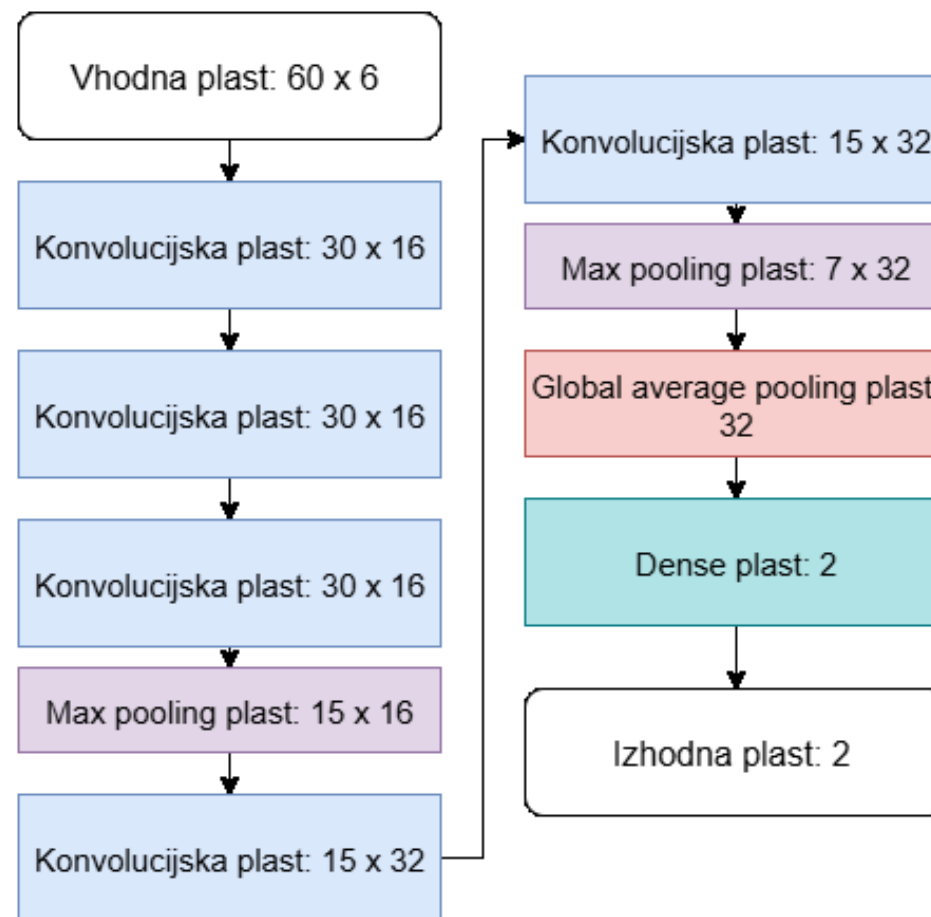 Vhodna plast: 60 x 6
Konvolucijska plast: 30 x 16
Konvolucijska plast: 30 x 16
Konvolucijska plast: 30 x 16
Max pooling plast: 15 x 16
Konvolucijska plast: 15 x 32
Konvolucijska plast: 15 x 32
Max pooling plast: 7 x 32
Global average pooling plast
32
Dense plast: 2
Izhodna plast: 2